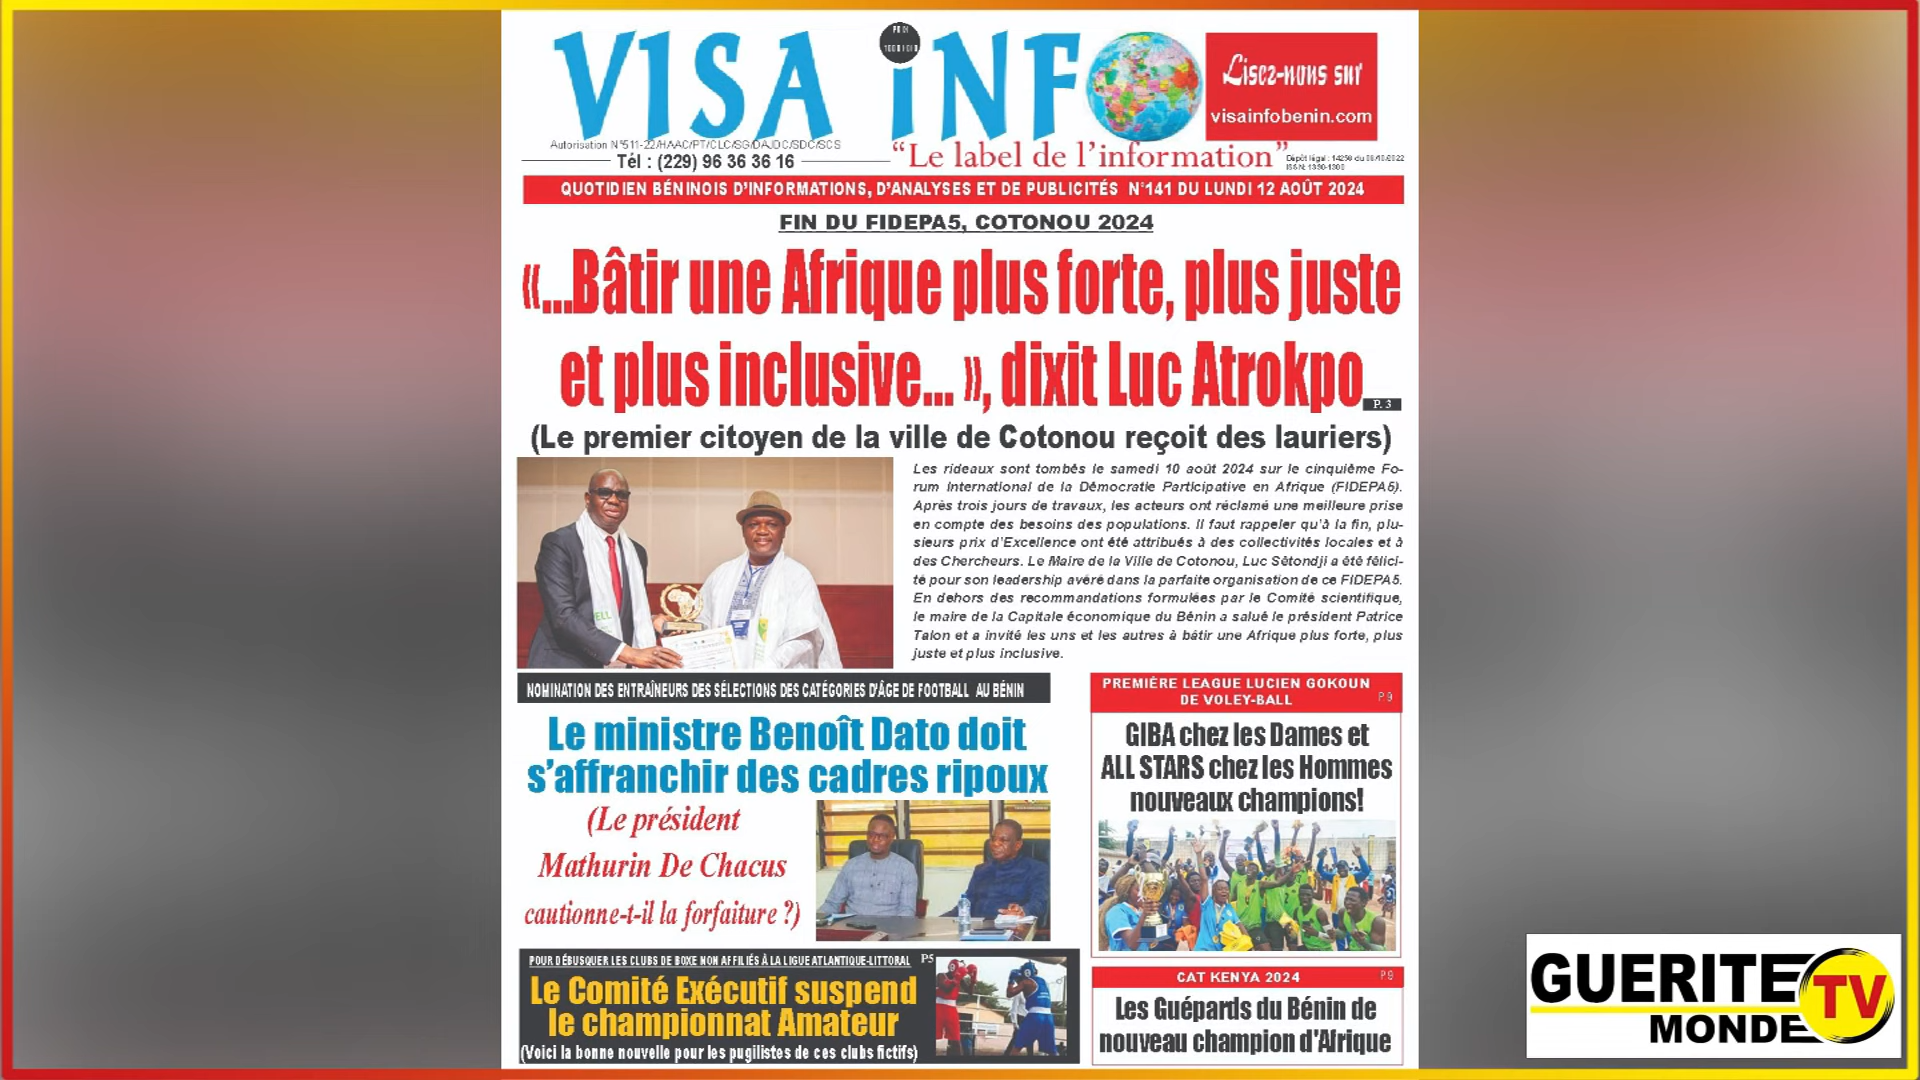 VISA iNFO
Lisez-nous sur
visainfobenin.com
Autorisation N°511-22/HAAC/PT/CLC/SG/DAJDC/SDC/SCS
Tél : (229) 96 36 36 16
“Le label de l’information”
QUOTIDIEN BÉNINOIS D’INFORMATIONS, D’ANALYSES ET DE PUBLICITÉS N°141 DU LUNDI 12 AOÛT 2024
FIN DU FIDEPA5, COTONOU 2024
«...Bâtir une Afrique plus forte, plus juste
et plus inclusive... », dixit Luc Atrokpo
P. 3
(Le premier citoyen de la ville de Cotonou reçoit des lauriers)
Les rideaux sont tombés le samedi 10 août 2024 sur le cinquième Fo-
rum International de la Démocratie Participative en Afrique (FIDEPA5).
Après trois jours de travaux, les acteurs ont réclamé une meilleure prise
en compte des besoins des populations. Il faut rappeler qu’à la fin, plu-
sieurs prix d’Excellence ont été attribués à des collectivités locales et à
des Chercheurs. Le Maire de la Ville de Cotonou, Luc Sètondji a été félici-
té pour son leadership avéré dans la parfaite organisation de ce FIDEPA5.
En dehors des recommandations formulées par le Comité scientifique,
le maire de la Capitale économique du Bénin a salué le président Patrice
Talon et a invité les uns et les autres à bâtir une Afrique plus forte, plus
juste et plus inclusive.
NOMINATION DES ENTRAÎNEURS DES SÉLECTIONS DES CATÉGORIES D’ÂGE DE FOOTBALL AU BÉNIN
Le ministre Benoît Dato doit
s’affranchir des cadres ripoux
(Le président
Mathurin De Chacus
cautionne-t-il la forfaiture ?)
PREMIÈRE LEAGUE LUCIEN GOKOUN
DE VOLEY-BALL
P 9
GIBA chez les Dames et
ALL STARS chez les Hommes
nouveaux champions!
POUR DÉBUSQUER LES CLUBS DE BOXE NON AFFILIÉS À LA LIGUE ATLANTIQUE-LITTORAL
P5
Le Comité Exécutif suspend
le championnat Amateur
(Voici la bonne nouvelle pour les pugilistes de ces clubs fictifs)
CAT KENYA 2024
P9
Les Guépards du Bénin de
nouveau champion d'Afrique
GUERITE
TV
MONDE